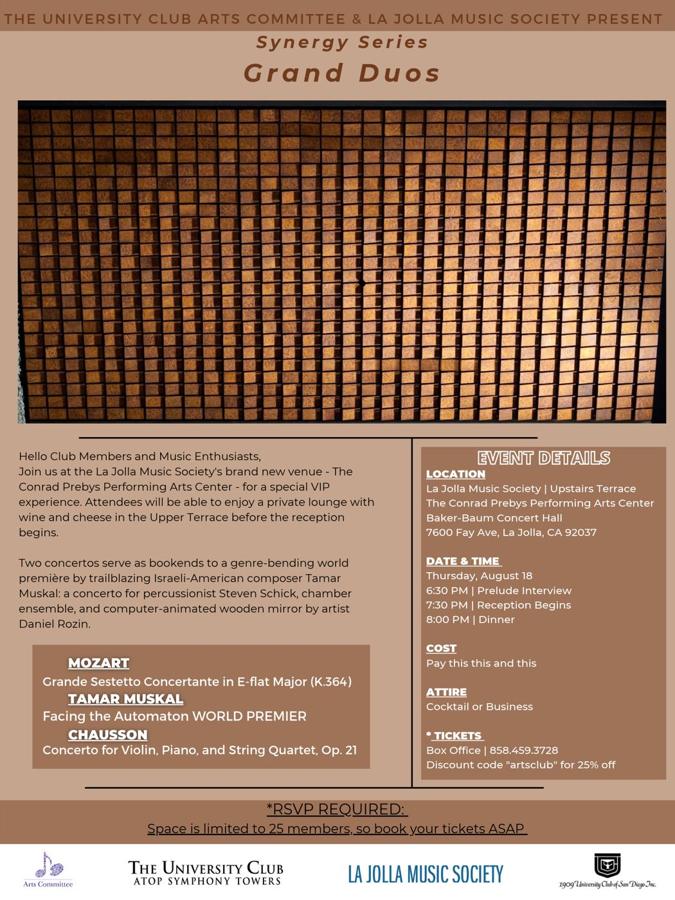 THE UNIVERSITY CLUB ARTS COMMITTEE & LA JOLLA MUSIC SOCIETY PRESENT
Synergy Series
Grand Duos
Hello Club Members and Music Enthusiasts,
Join us at the La Jolla Music Society's brand new venue - The
Conrad Prebys Performing Arts Center - for a special VIP
experience. Attendees will be able to enjoy a private lounge with
wine and cheese in the Upper Terrace before the reception
begins.
Two concertos serve as bookends to a genre-bending world
première by trailblazing Israeli-American composer Tamar
Muskal: a concerto for percussionist Steven Schick, chamber
ensemble, and computer-animated wooden mirror by artist
Daniel Rozin.
MOZART
Grande Sestetto Concertante in E-flat Major (K.364)
TAMAR MUSKAL
Facing the Automaton WORLD PREMIER
CHAUSSON
Concerto for Violin, Piano, and String Quartet, Op. 21
EVENT DETAILS
LOCATION
La Jolla Music Society | Upstairs Terrace
The Conrad Prebys Performing Arts Center
Baker-Baum Concert Hall
7600 Fay Ave, La Jolla, CA 92037
DATE & TIME
Thursday, August 18
6:30 PM | Prelude Interview
7:30 PM | Reception Begins
8:00 PM | Dinner
COST
Pay this this and this
ATTIRE
Cocktail or Business
* TICKETS
Box Office | 858.459.3728
Discount code "artsclub" for 25% off
*RSVP REQUIRED:
Space is limited to 25 members, so book your tickets ASAP
Arts Committee
THE UNIVERSITY CLUB
ATOP SYMPHONY TOWERS
LA JOLLA MUSIC SOCIETY
1909 University Club of San Diego Inc.